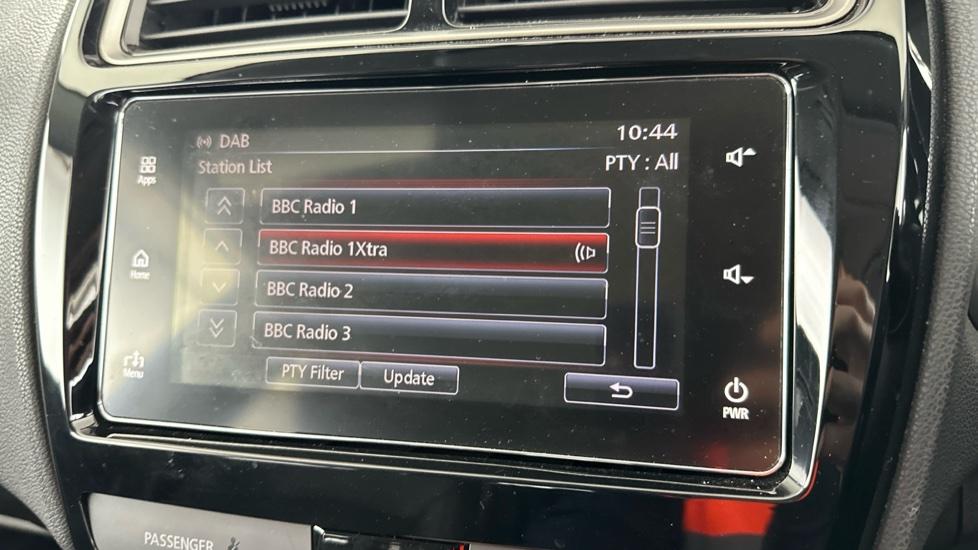 DAB
10:44
Station List
PTY : All
Apps
BBC Radio 1
BBC Radio 1Xtra
Home
BBC Radio 2
BBC Radio 3
Menu
PTY Filter
Update
PWR
PASSENGER